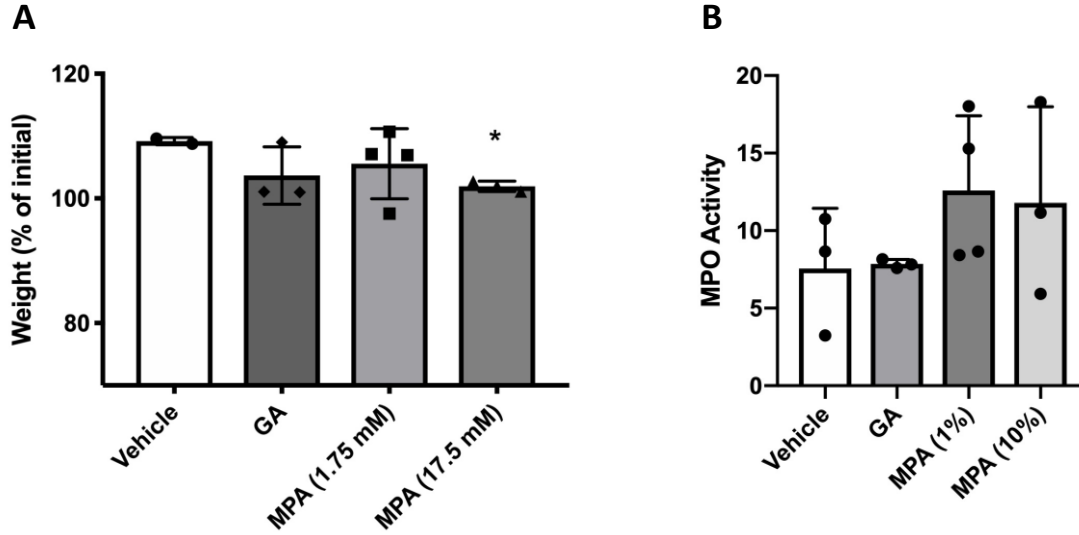 A
Weight (% of initial)
120
100
80
*
Vehicle
GA
MPA (1.75 mM)
MPA (17.5 mM)
B
MPO Activity
20
15
10
5
0
Vehicle
GA
MPA (1%)
MPA (10%)